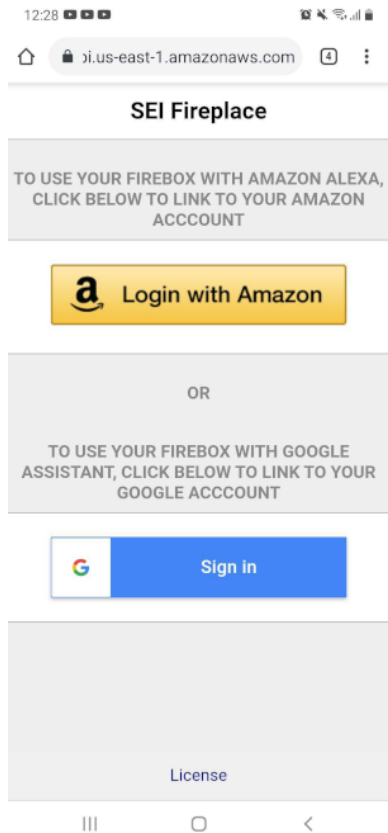 12:28
ɔi.us-east-1.amazonaws.com 4
SEI Fireplace
TO USE YOUR FIREBOX WITH AMAZON ALEXA,
CLICK BELOW TO LINK TO YOUR AMAZON
ACCCOUNT
a Login with Amazon
OR
TO USE YOUR FIREBOX WITH GOOGLE
ASSISTANT, CLICK BELOW TO LINK TO YOUR
GOOGLE ACCCOUNT
G Sign in
License